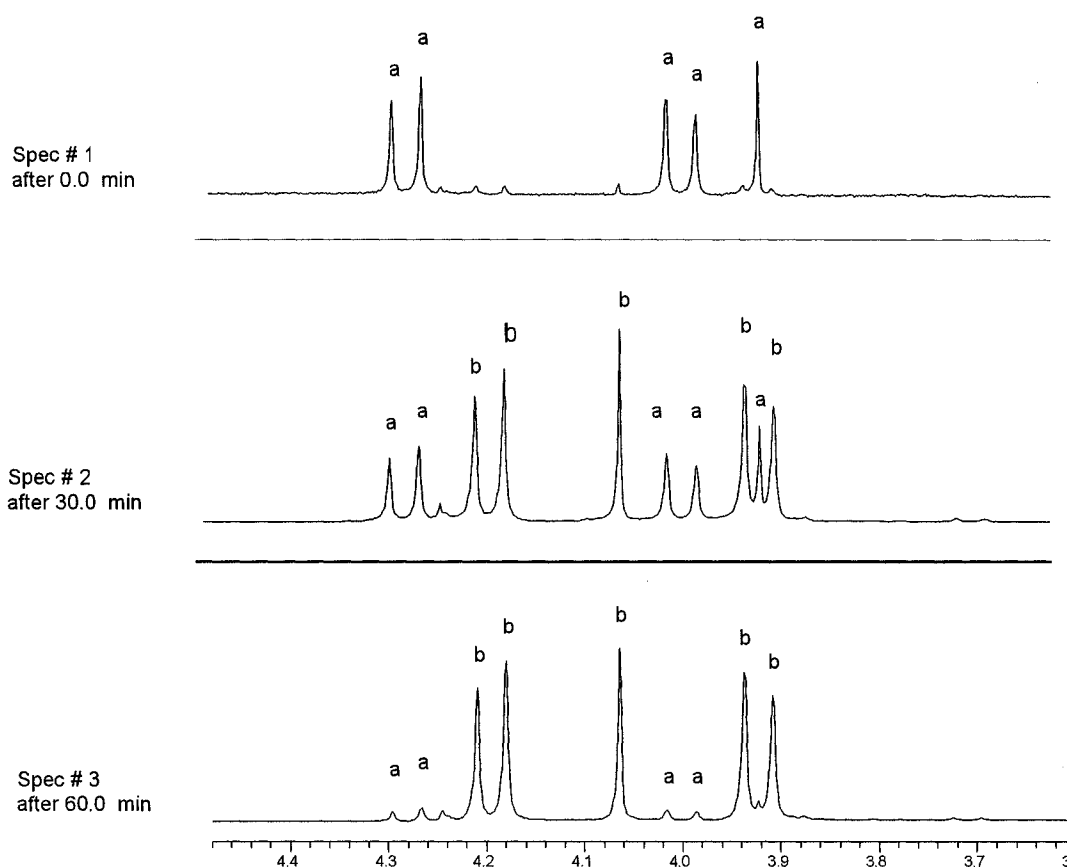 a
a a a a
Spec # 1
after 0.0 min
b
b b b
b
a a a a a
Spec # 2
after 30.0 min
b b b b b
a a a a
Spec # 3
after 60.0 min
4.4 4.3 4.2 4.1 4.0 3.9 3.8 3.7 3